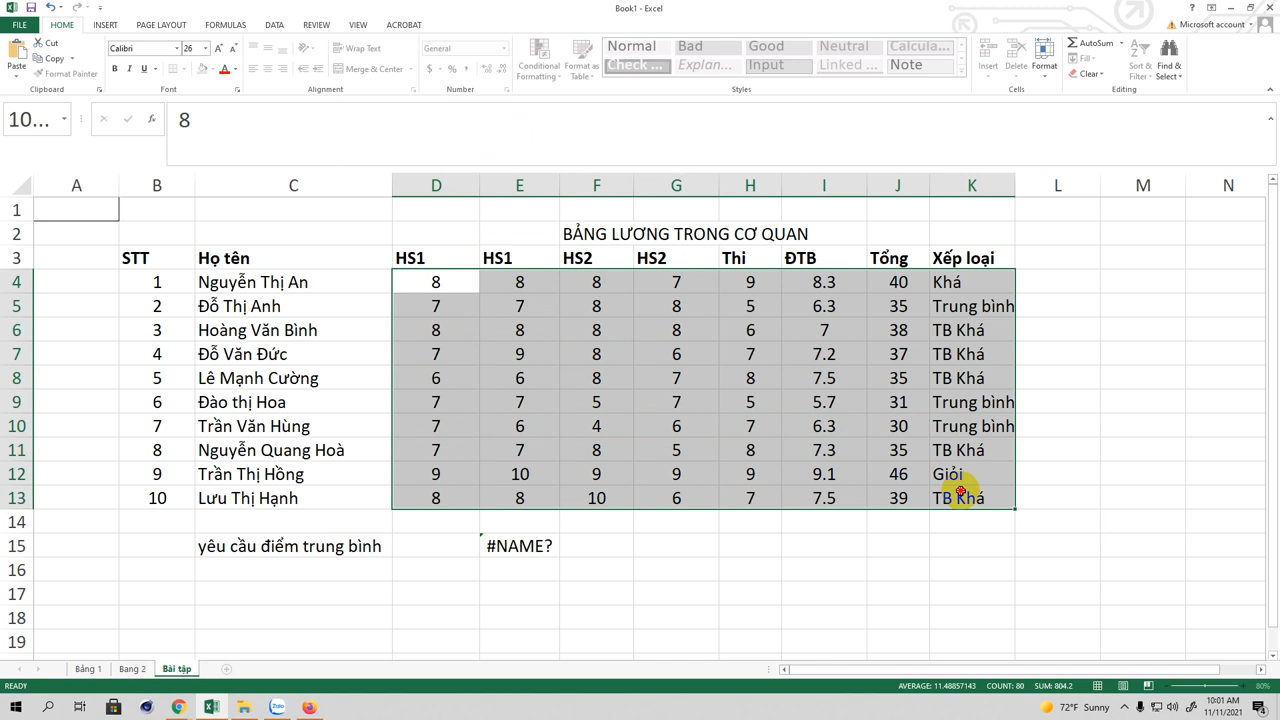 Book1 - Excel
FILE HOME INSERT PAGE LAYOUT FORMULAS DATA REVIEW VIEW ACROBAT
Microsoft account
Paste
Cut
Copy
Format Painter
Clipboard
Calibri 26
B I U
Font
Wrap Text
Merge & Center
Alignment
General
$ % ,
Number
Conditional Formatting
Format as Table
Normal Bad Good Neutral Calcula...
Check ... Explan... Input Linked ... Note
Styles
Insert Delete Format
Cells
AutoSum
Fill
Clear
Sort & Filter
Find & Select
Editing
10... fx 8
A B C D E F G H I J K L M N
1
2 BẢNG LƯƠNG TRONG CƠ QUAN
3 STT Họ tên HS1 HS1 HS2 HS2 Thi ĐTB Tổng Xếp loại
4 1 Nguyễn Thị An 8 8 8 7 9 8.3 40 Khá
5 2 Đỗ Thị Anh 7 7 8 8 5 6.3 35 Trung bình
6 3 Hoàng Văn Bình 8 8 8 8 6 7 38 TB Khá
7 4 Đỗ Văn Đức 7 9 8 6 7 7.2 37 TB Khá
8 5 Lê Mạnh Cường 6 6 8 7 8 7.5 35 TB Khá
9 6 Đào thị Hoa 7 7 5 7 5 5.7 31 Trung bình
10 7 Trần Văn Hùng 7 6 4 6 7 6.3 30 Trung bình
11 8 Nguyễn Quang Hoà 7 7 8 5 8 7.3 35 TB Khá
12 9 Trần Thị Hồng 9 10 9 9 9 9.1 46 Giỏi
13 10 Lưu Thị Hạnh 8 8 10 6 7 7.5 39 TB Khá
14
15 yêu cầu điểm trung bình #NAME?
16
17
18
19
Bảng 1 Bang 2 Bài tập
READY AVERAGE: 11.48857143 COUNT: 80 SUM: 804.2 80%
72°F Sunny
10:01 AM
11/11/2021